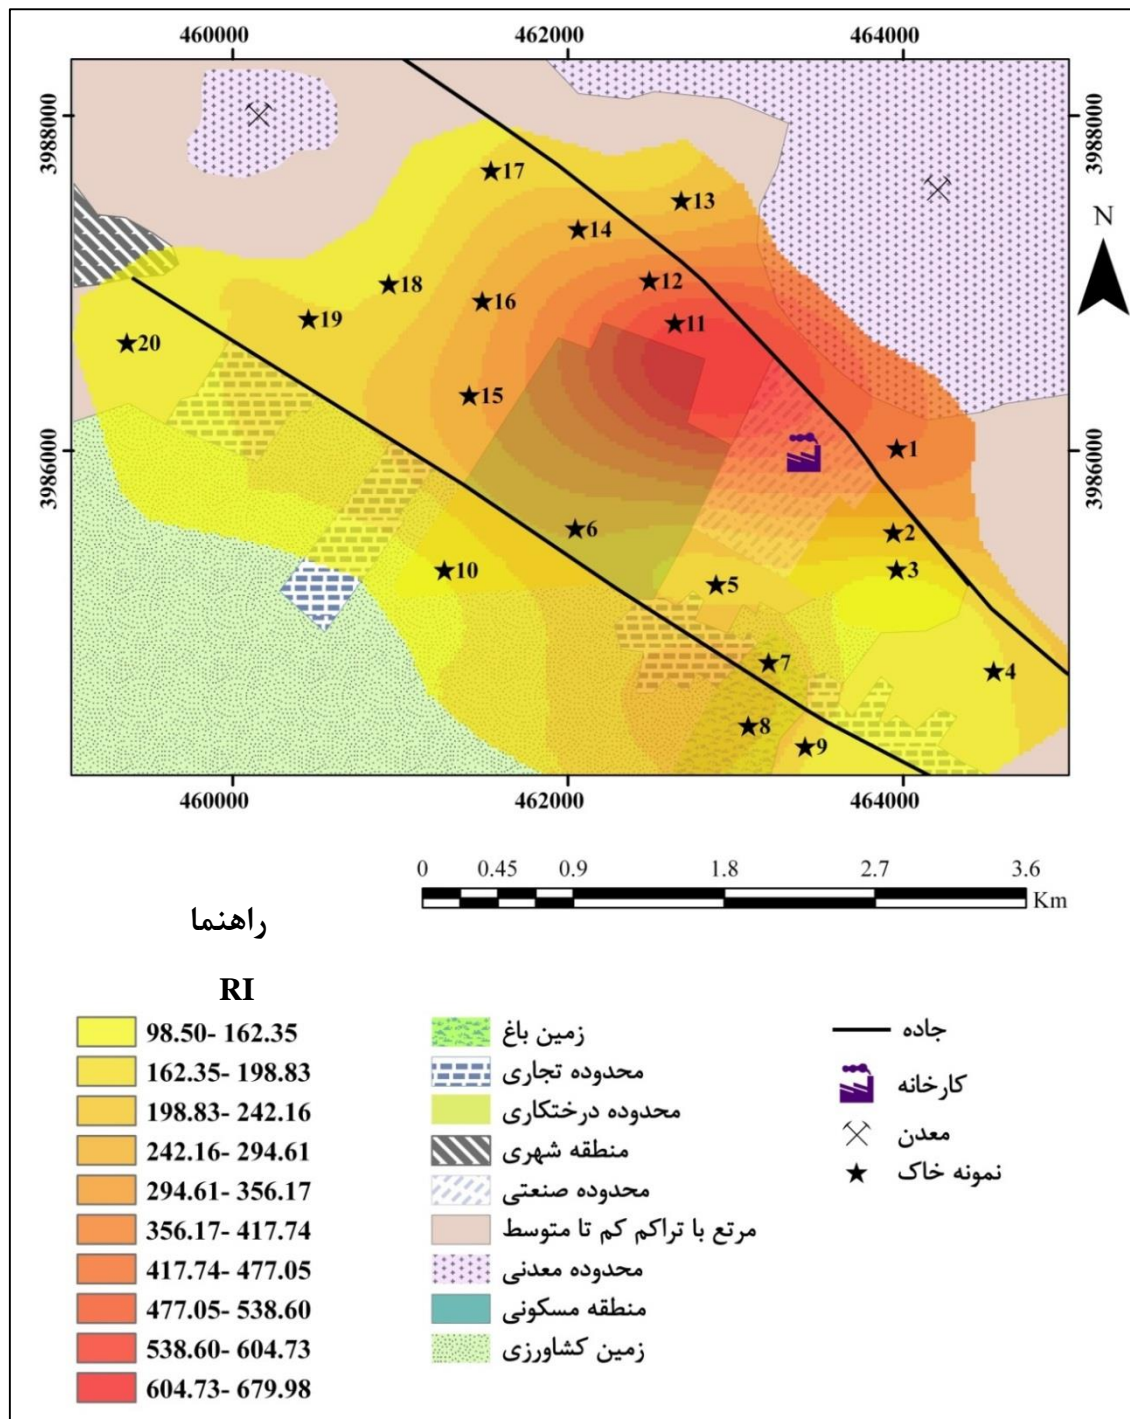 460000 462000 464000
3988000
3988000
N
17
13
14
12
18
16
11
19
20
15
1
3986000
3986000
6
2
10
3
5
7
4
8
9
460000 462000 464000
0 0.45 0.9 1.8 2.7 3.6
Km
راهنما
RI
98.50- 162.35
162.35- 198.83
198.83- 242.16
242.16- 294.61
294.61- 356.17
356.17- 417.74
417.74- 477.05
477.05- 538.60
538.60- 604.73
604.73- 679.98
زمین باغ
محدوده تجاری
محدوده درختکاری
منطقه شهری
محدوده صنعتی
مرتع با تراکم کم تا متوسط
محدوده معدنی
منطقه مسکونی
زمین کشاورزی
جاده
کارخانه
معدن
نمونه خاک